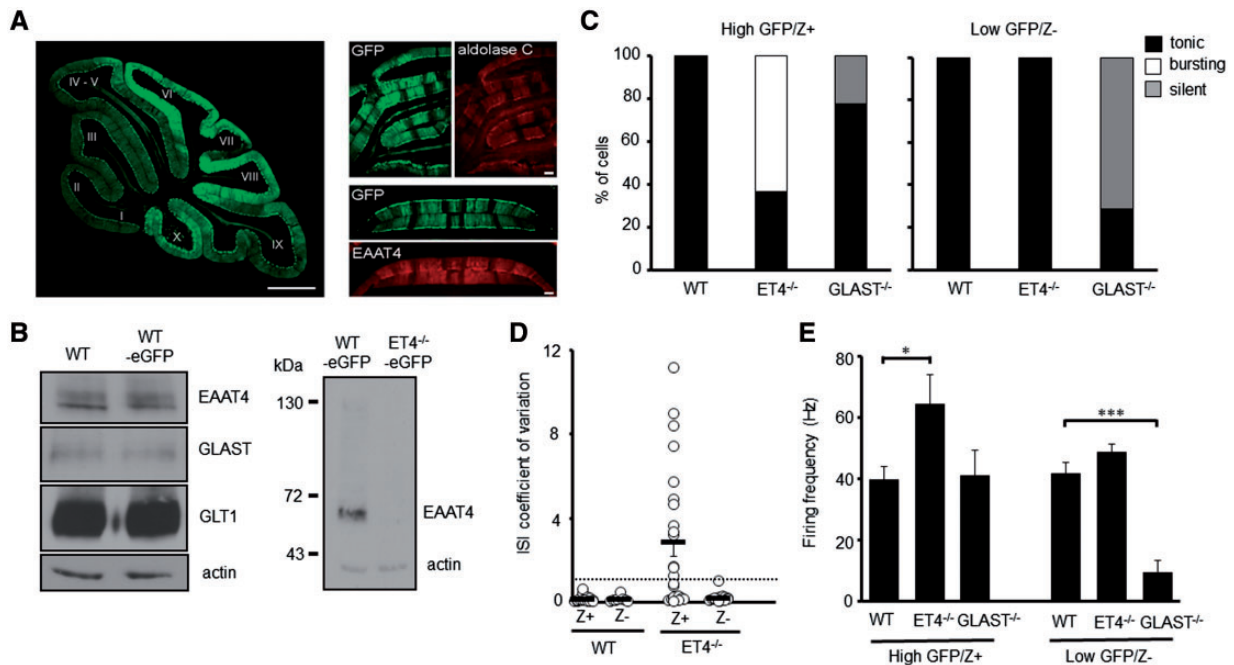 A
IV - V
VI
III
VII
VIII
II
I
X
IX
GFP
aldolase C
GFP
EAAT4
B
WT
WT
-eGFP
EAAT4
GLAST
GLT1
actin
kDa
WT
-eGFP
ET4-/-
-eGFP
130
72
43
EAAT4
actin
C
High GFP/Z+
Low GFP/Z-
tonic
bursting
silent
% of cells
100
80
60
40
20
0
WT
ET4-/-
GLAST-/-
WT
ET4-/-
GLAST-/-
D
ISI coefficient of variation
12
8
4
0
Z+
Z-
Z+
Z-
WT
ET4-/-
E
Firing frequency (Hz)
80
60
40
20
0
*
***
WT
ET4-/-
GLAST-/-
WT
ET4-/-
GLAST-/-
High GFP/Z+
Low GFP/Z-